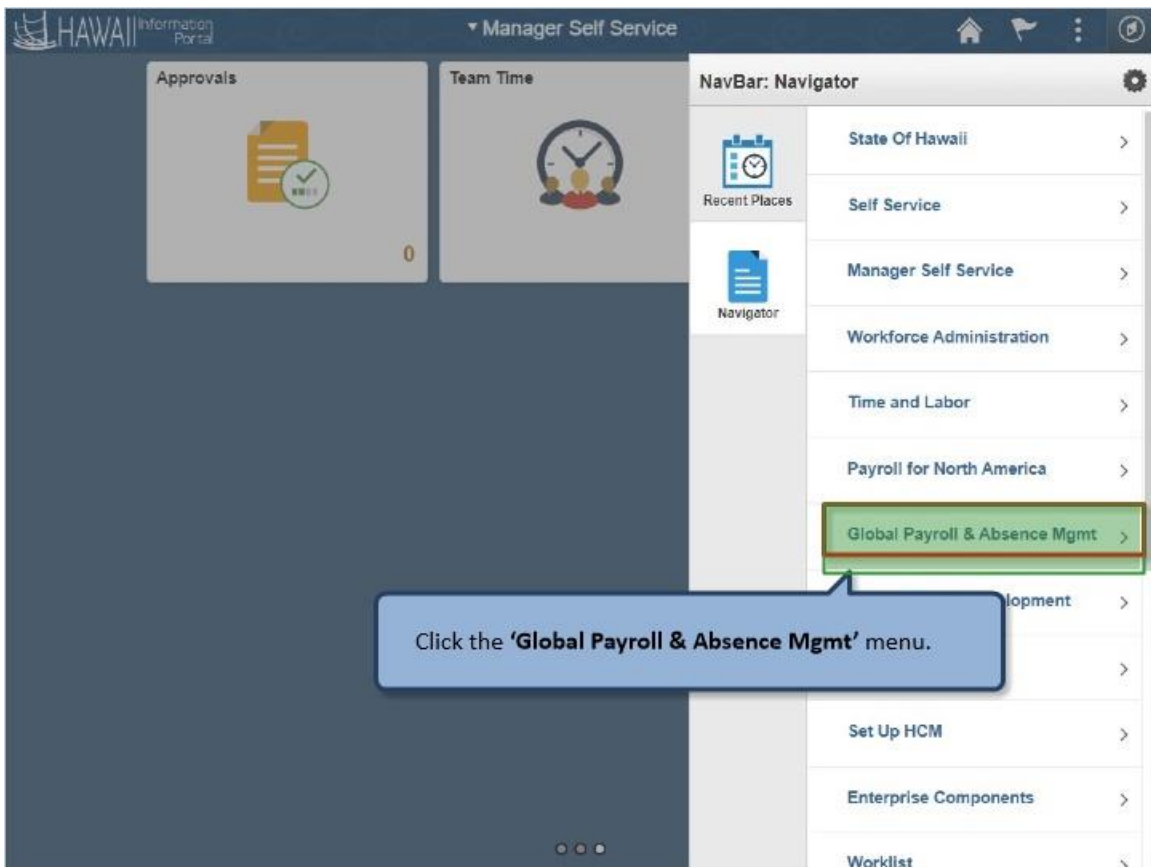 HAWAII Information
Portal
Manager Self Service
Approvals
Team Time
0
NavBar: Navigator
Recent Places
Navigator
State Of Hawaii
Self Service
Manager Self Service
Workforce Administration
Time and Labor
Payroll for North America
Global Payroll & Absence Mgmt
lopment
Click the ‘Global Payroll & Absence Mgmt’ menu.
Set Up HCM
Enterprise Components
Worklist